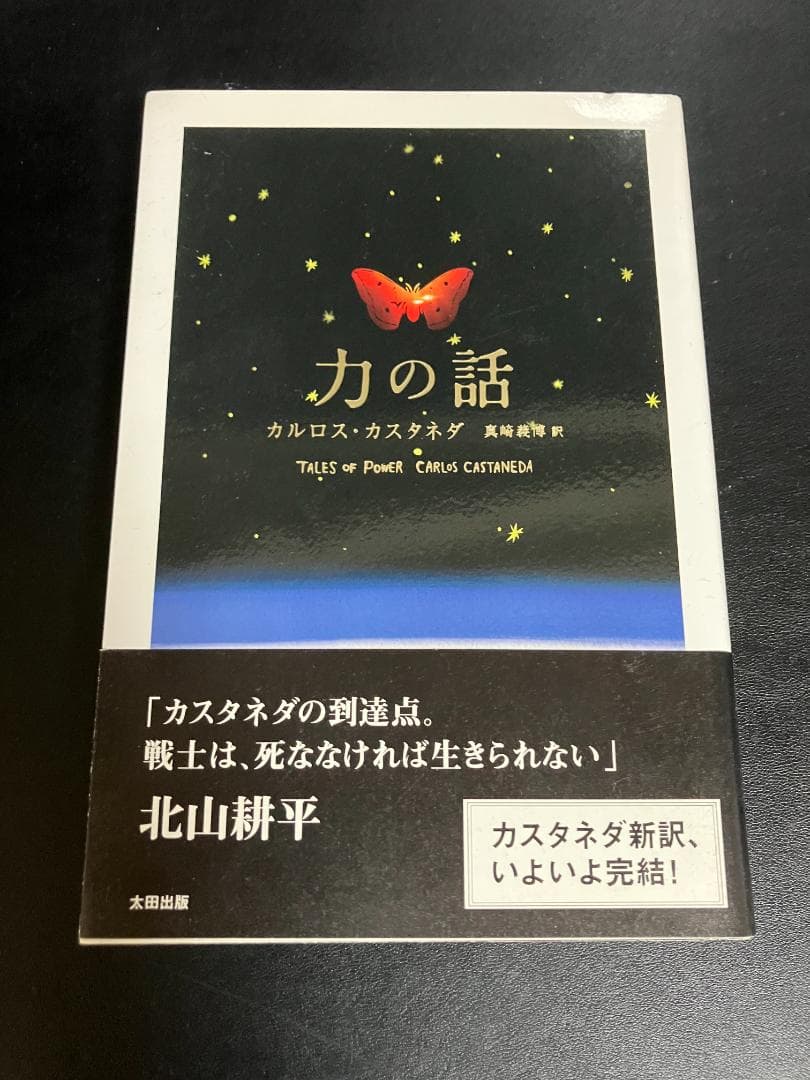 力の話
カルロス・カスタネダ 真崎義博 訳
TALES OF POWER CARLOS CASTANEDA
「カスタネダの到達点。
戦士は、死ななければ生きられない」
北山耕平
カスタネダ新訳、
いよいよ完結!
太田出版